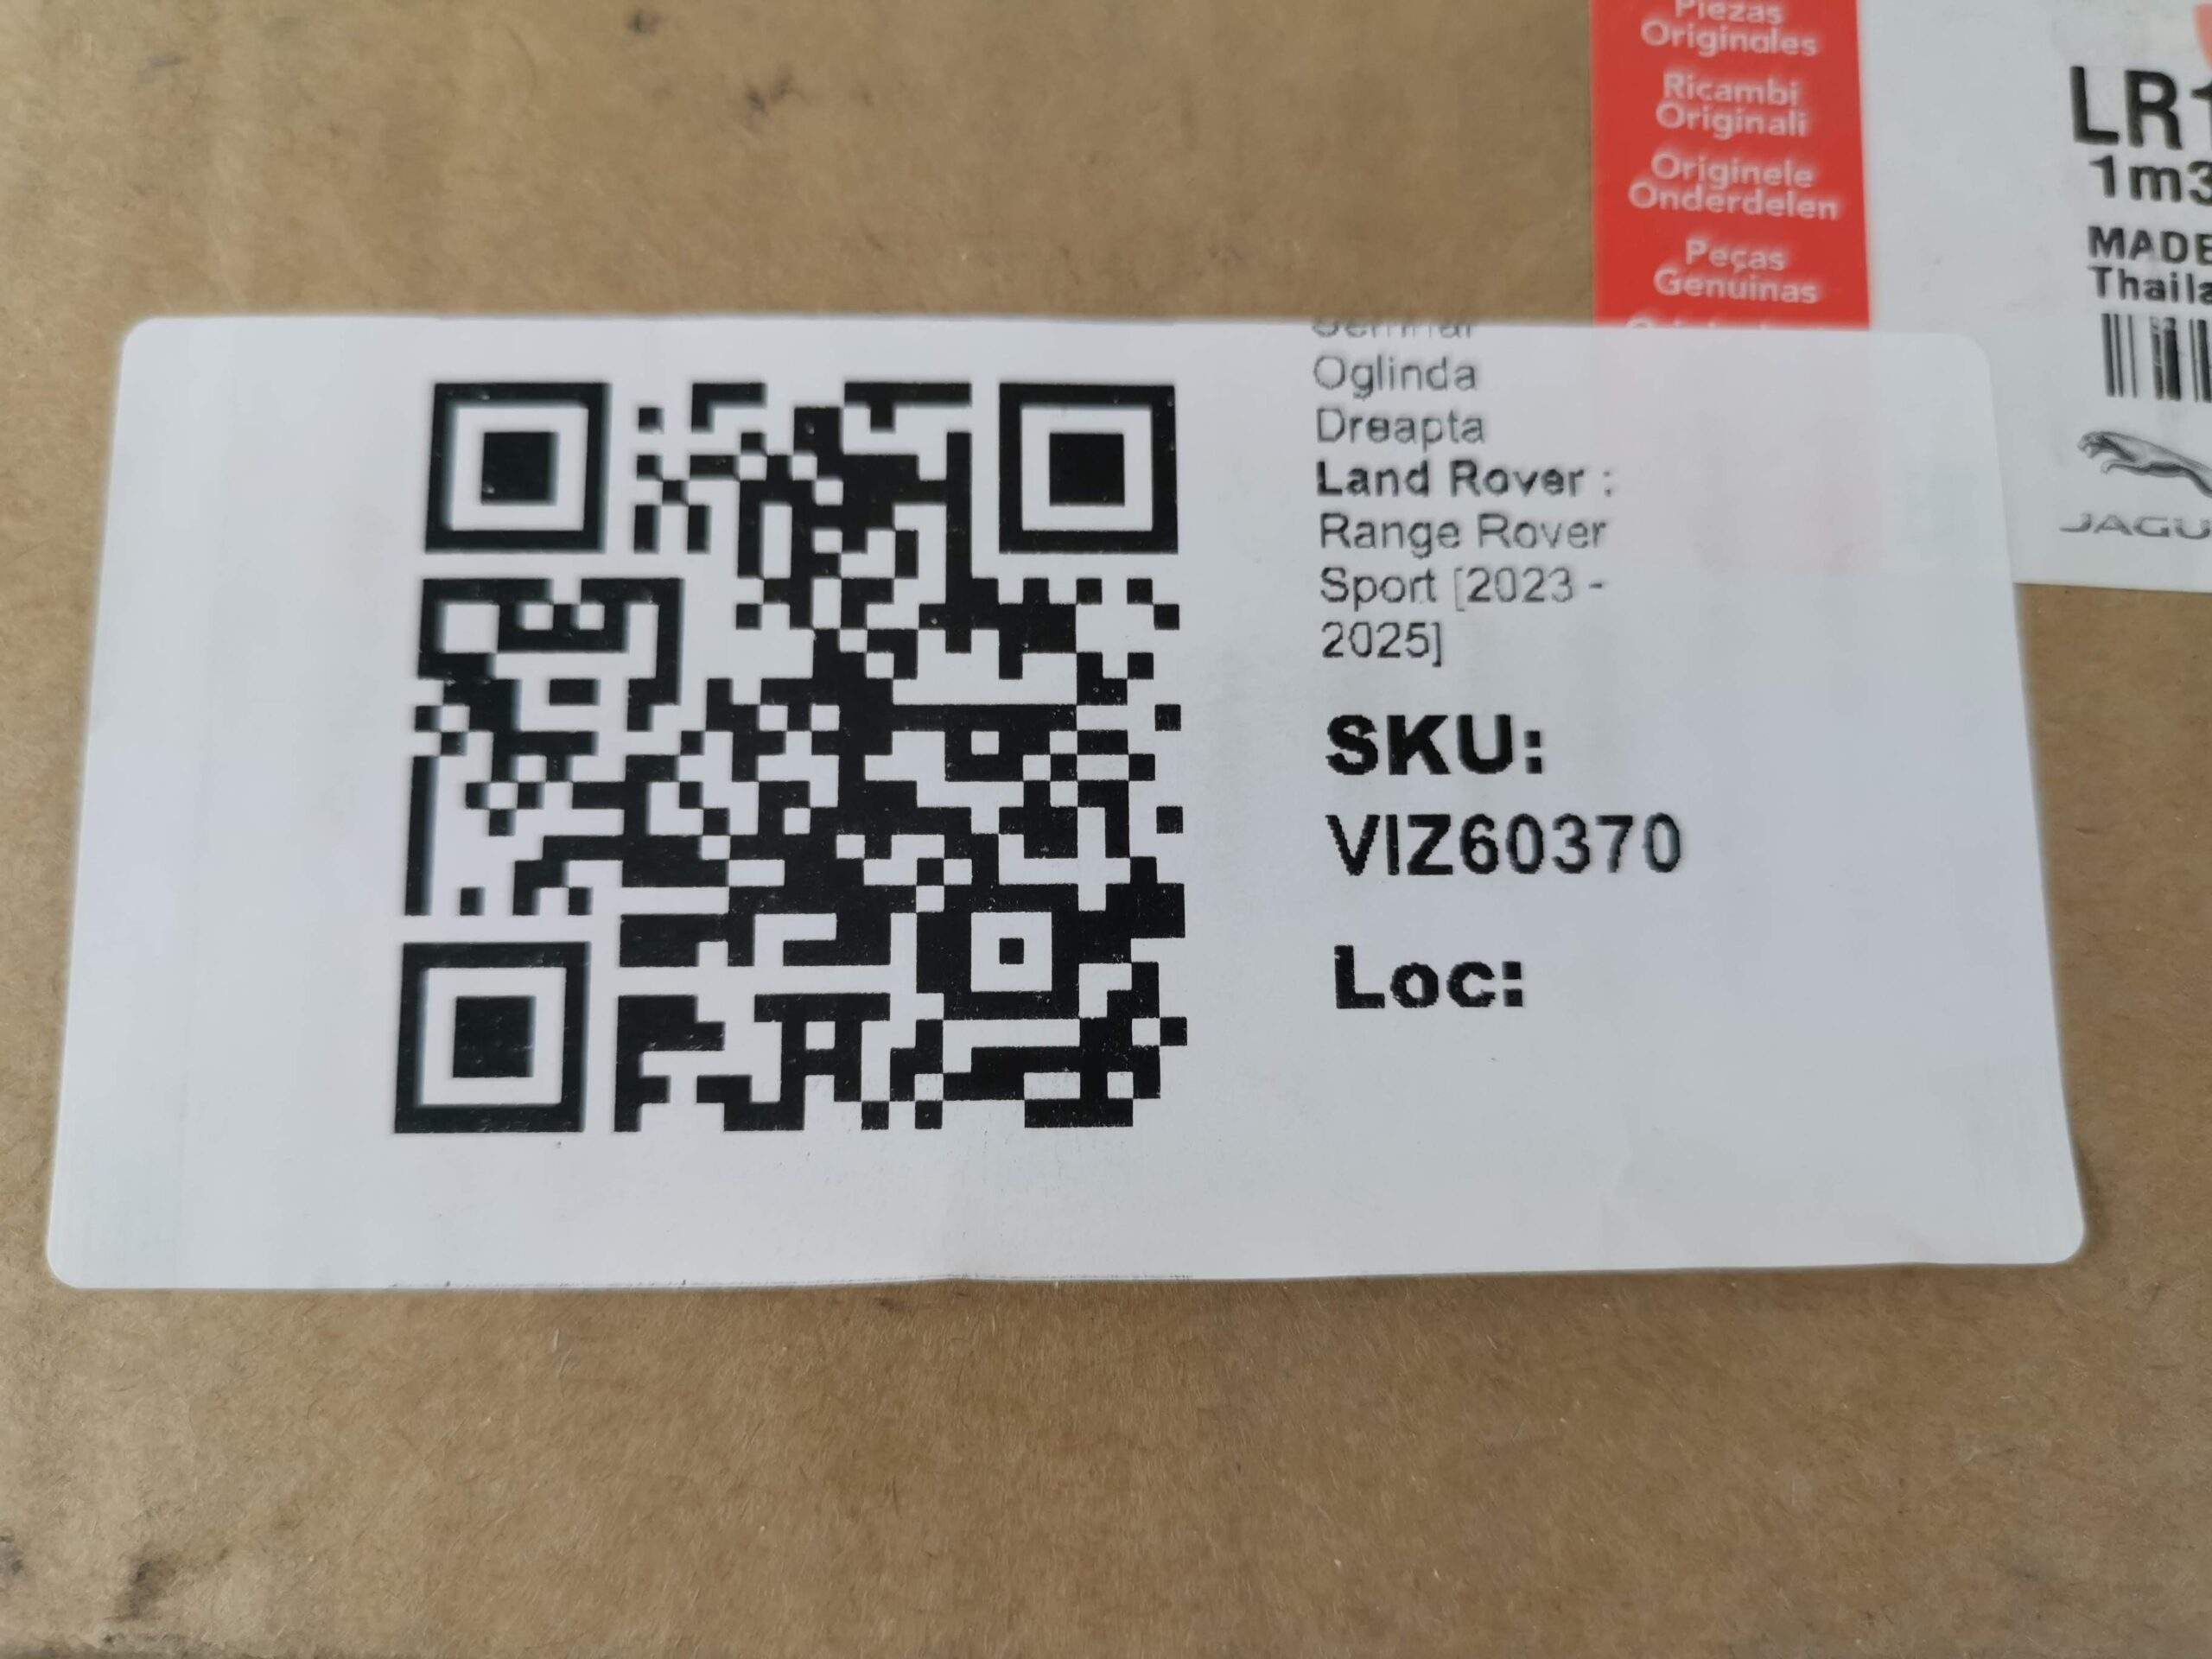 Piezas
Originales
Ricambi
Originali
Originele
Onderdelen
Peças
Genuinas
LR1
1m3
MADE
Thaila
JAGU
Oglinda
Dreapta
Land Rover :
Range Rover
Sport [2023 -
2025]
SKU:
VIZ60370
Loc: